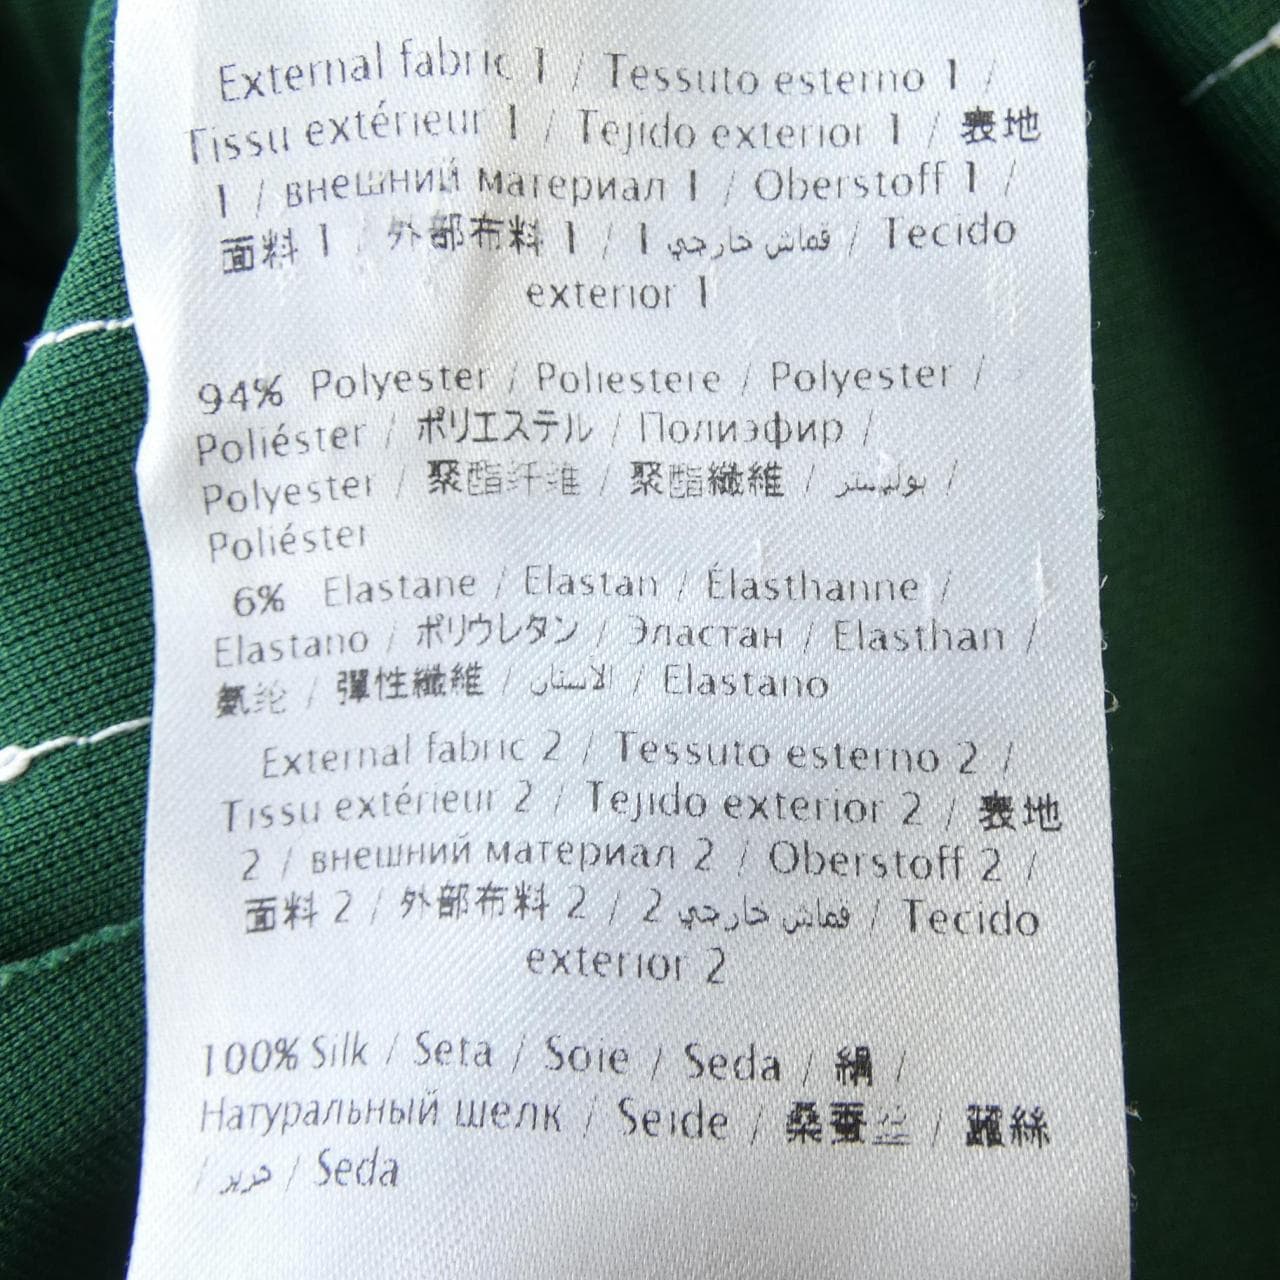 External fabric 1 / Tessuto esterno 1 /
Tissu extérieur 1 / Tejido exterior 1 / 表地
1 / внешний материал 1 / Oberstoff 1 /
面料 1 / 外部布料 1 / 1 قماش خارجي / Tecido
exterior 1
94% Polyester / Poliestere / Polyester /
Poliéster / ポリエステル / Полиэфир /
Polyester / 聚酯纤维 / 聚酯纖維 / بوليستر /
Poliéster
6% Elastane / Elastan / Élasthanne /
Elastano / ポリウレタン / Эластан / Elasthan /
氨纶 / 彈性纖維 / الاستان / Elastano
External fabric 2 / Tessuto esterno 2 /
Tissu extérieur 2 / Tejido exterior 2 / 表地
2 / внешний материал 2 / Oberstoff 2 /
面料 2 / 外部布料 2 / 2 قماش خارجي / Tecido
exterior 2
100% Silk / Seta / Soie / Seda / 絹 /
Натуральный шелк / Seide / 桑蚕丝 / 蠶絲
/ حرير / Seda